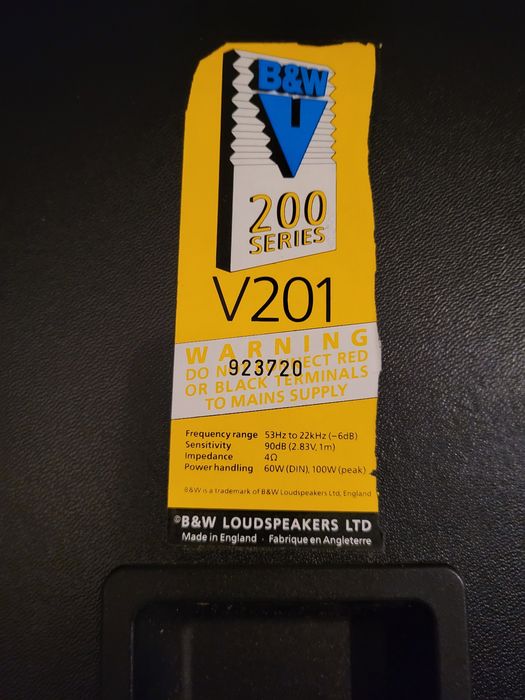 B&W
200
SERIES
V201
WARNING
DO NOT CONNECT RED
923720
OR BLACK TERMINALS
TO MAINS SUPPLY
Frequency range 53Hz to 22kHz (−6dB)
Sensitivity 90dB (2.83V, 1m)
Impedance 4Ω
Power handling 60W (DIN), 100W (peak)
B&W is a trademark of B&W Loudspeakers Ltd, England
©B&W LOUDSPEAKERS LTD
Made in England · Fabrique en Angleterre